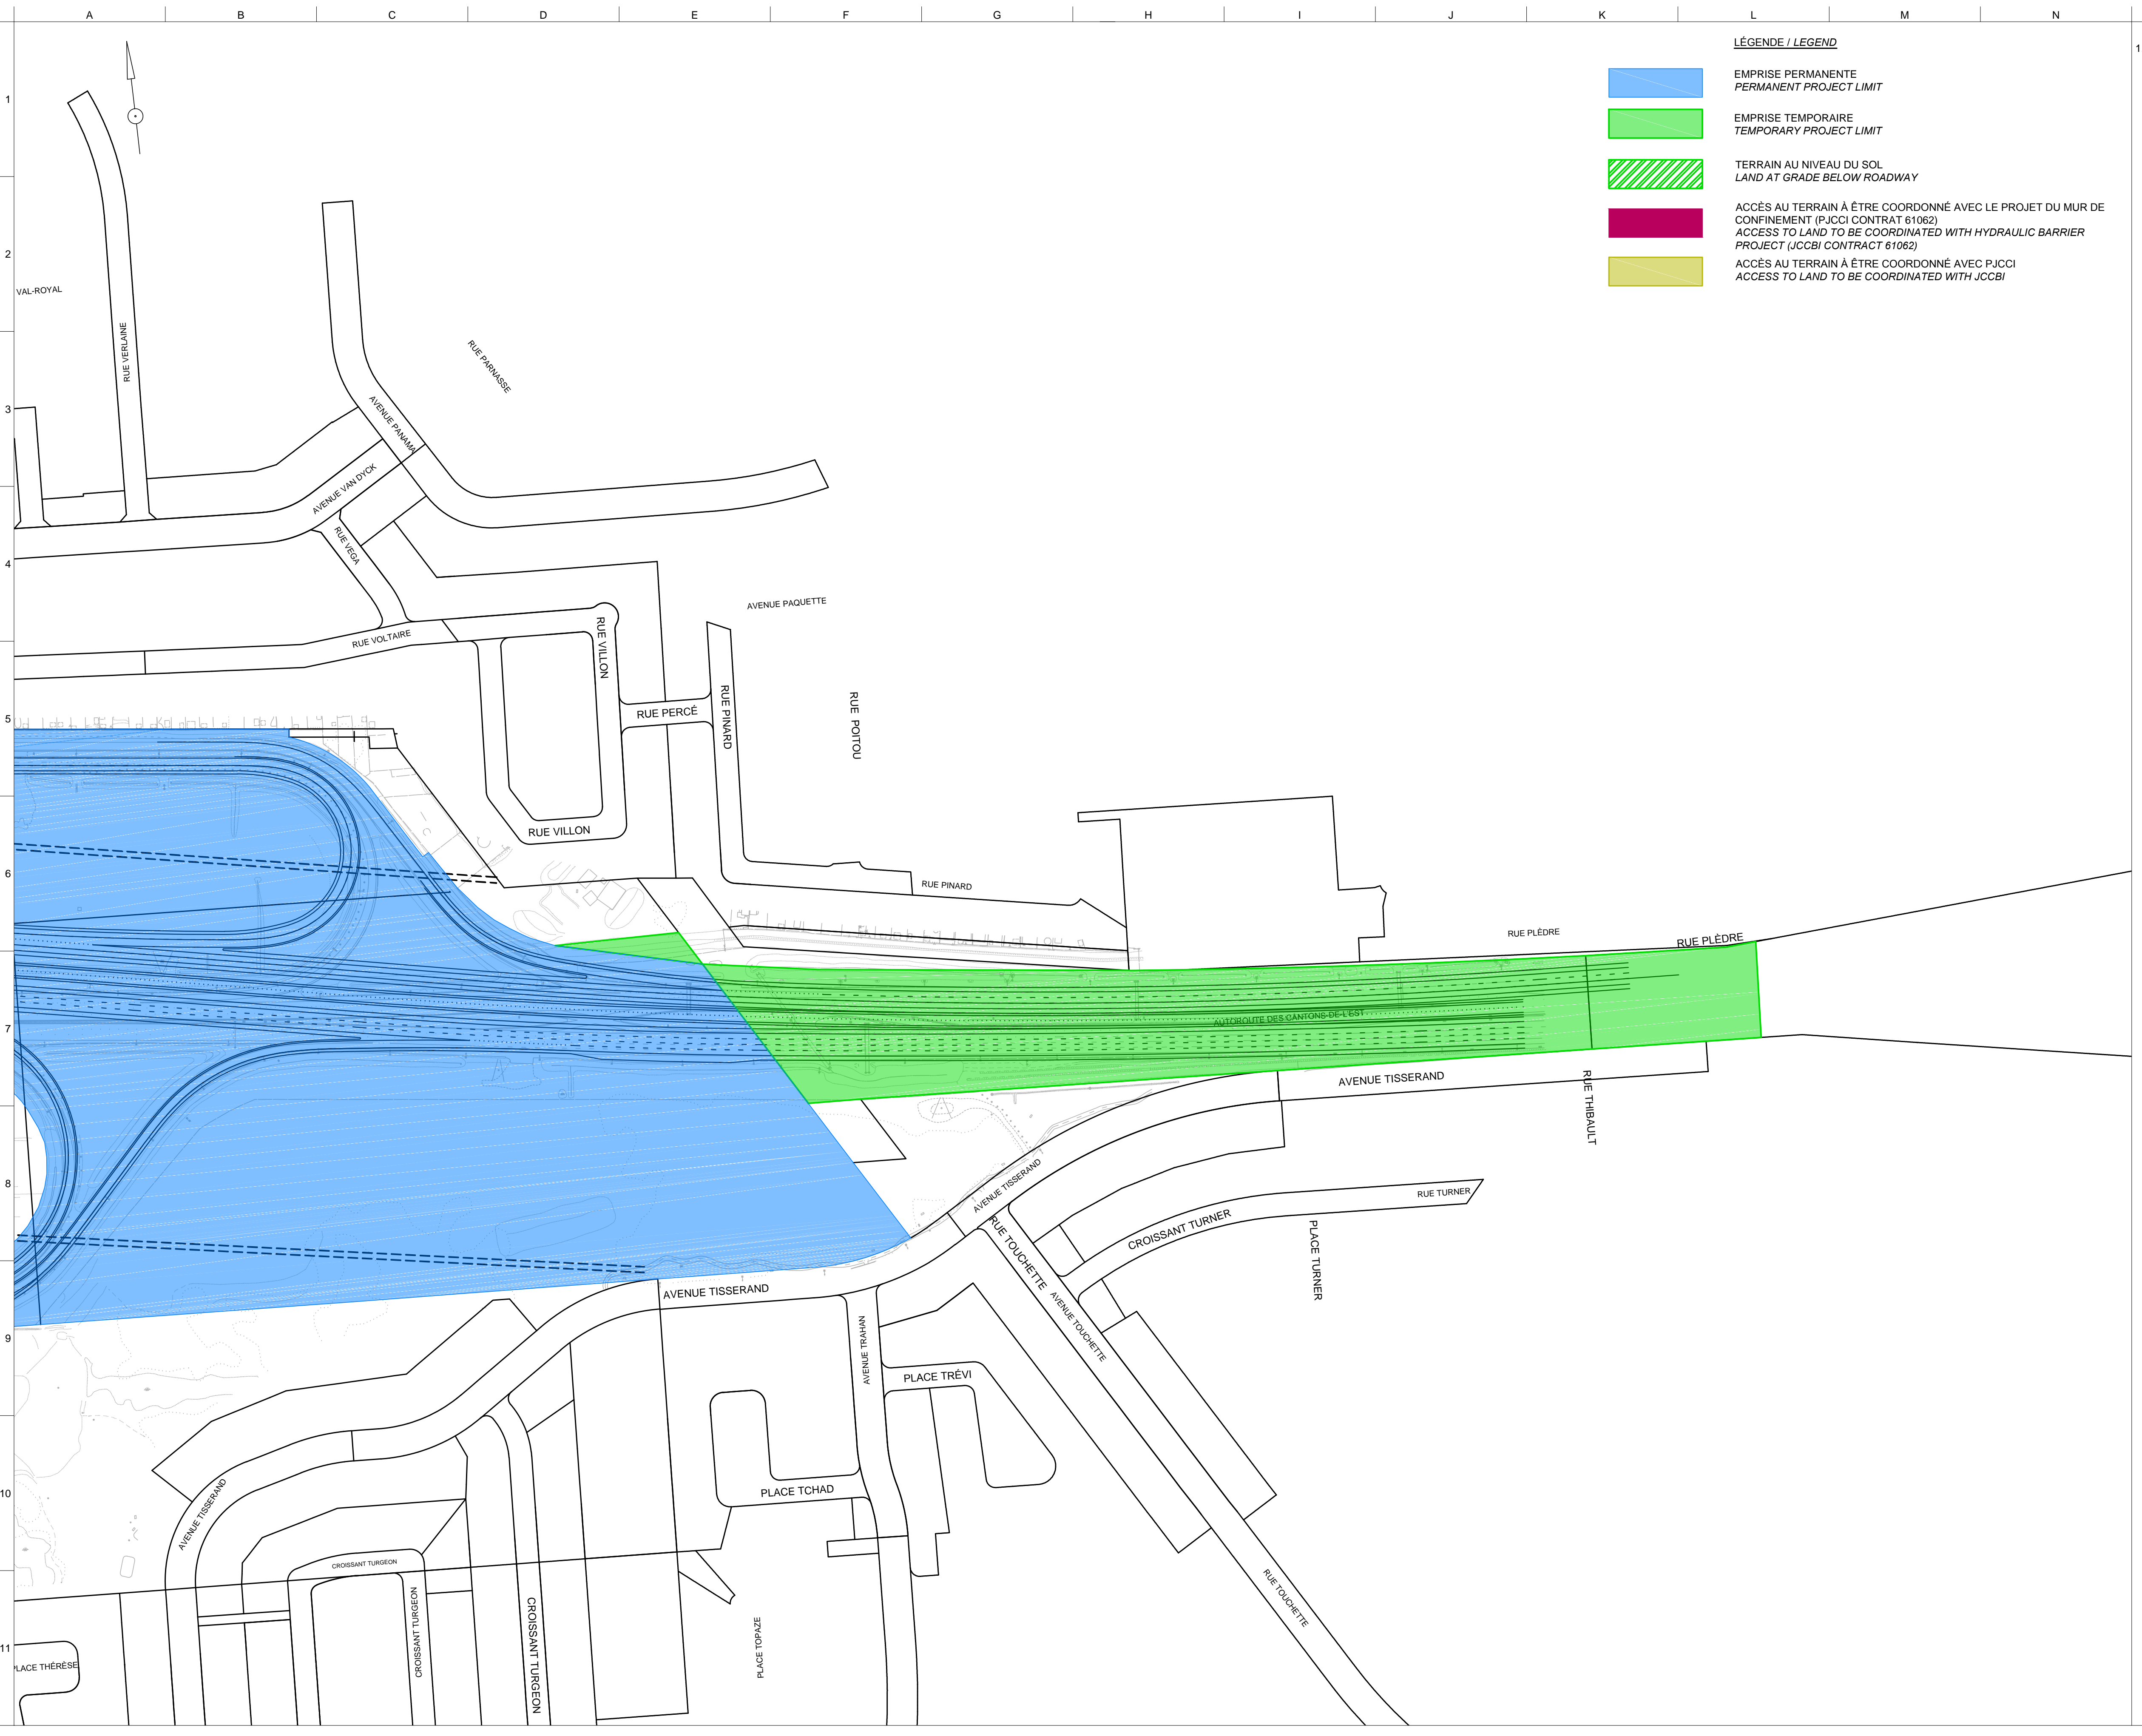 A B C D E F G H I J K L M N
LÉGENDE / LEGEND
1
EMPRISE PERMANENTE
PERMANENT PROJECT LIMIT
1
EMPRISE TEMPORAIRE
TEMPORARY PROJECT LIMIT
TERRAIN AU NIVEAU DU SOL
LAND AT GRADE BELOW ROADWAY
ACCÈS AU TERRAIN À ÊTRE COORDONNÉ AVEC LE PROJET DU MUR DE
CONFINEMENT (PJCCI CONTRAT 61062)
ACCESS TO LAND TO BE COORDINATED WITH HYDRAULIC BARRIER
PROJECT (JCCBI CONTRACT 61062)
2
ACCÈS AU TERRAIN À ÊTRE COORDONNÉ AVEC PJCCI
ACCESS TO LAND TO BE COORDINATED WITH JCCBI
VAL-ROYAL
RUE VERLAINE
RUE PARNASSE
3
AVENUE PANAMA
AVENUE VAN DYCK
RUE VEGA
4
AVENUE PAQUETTE
RUE VOLTAIRE
RUE VILLON
RUE PERCÉ
RUE PINARD
RUE POITOU
5
RUE VILLON
6
RUE PINARD
RUE PLÈDRE
RUE PLÈDRE
7
AUTOROUTE DES CANTONS-DE-L'EST
AVENUE TISSERAND
RUE THIBAULT
8
AVENUE TISSERAND
RUE TURNER
CROISSANT TURNER
PLACE TURNER
RUE TOUCHETTE
AVENUE TISSERAND
AVENUE TOUCHETTE
9
AVENUE TRAHAN
PLACE TRÉVI
10
PLACE TCHAD
AVENUE TISSERAND
CROISSANT TURGEON
CROISSANT TURGEON
CROISSANT TURGEON
RUE TOUCHETTE
11
PLACE TOPAZE
PLACE THÉRÈSE